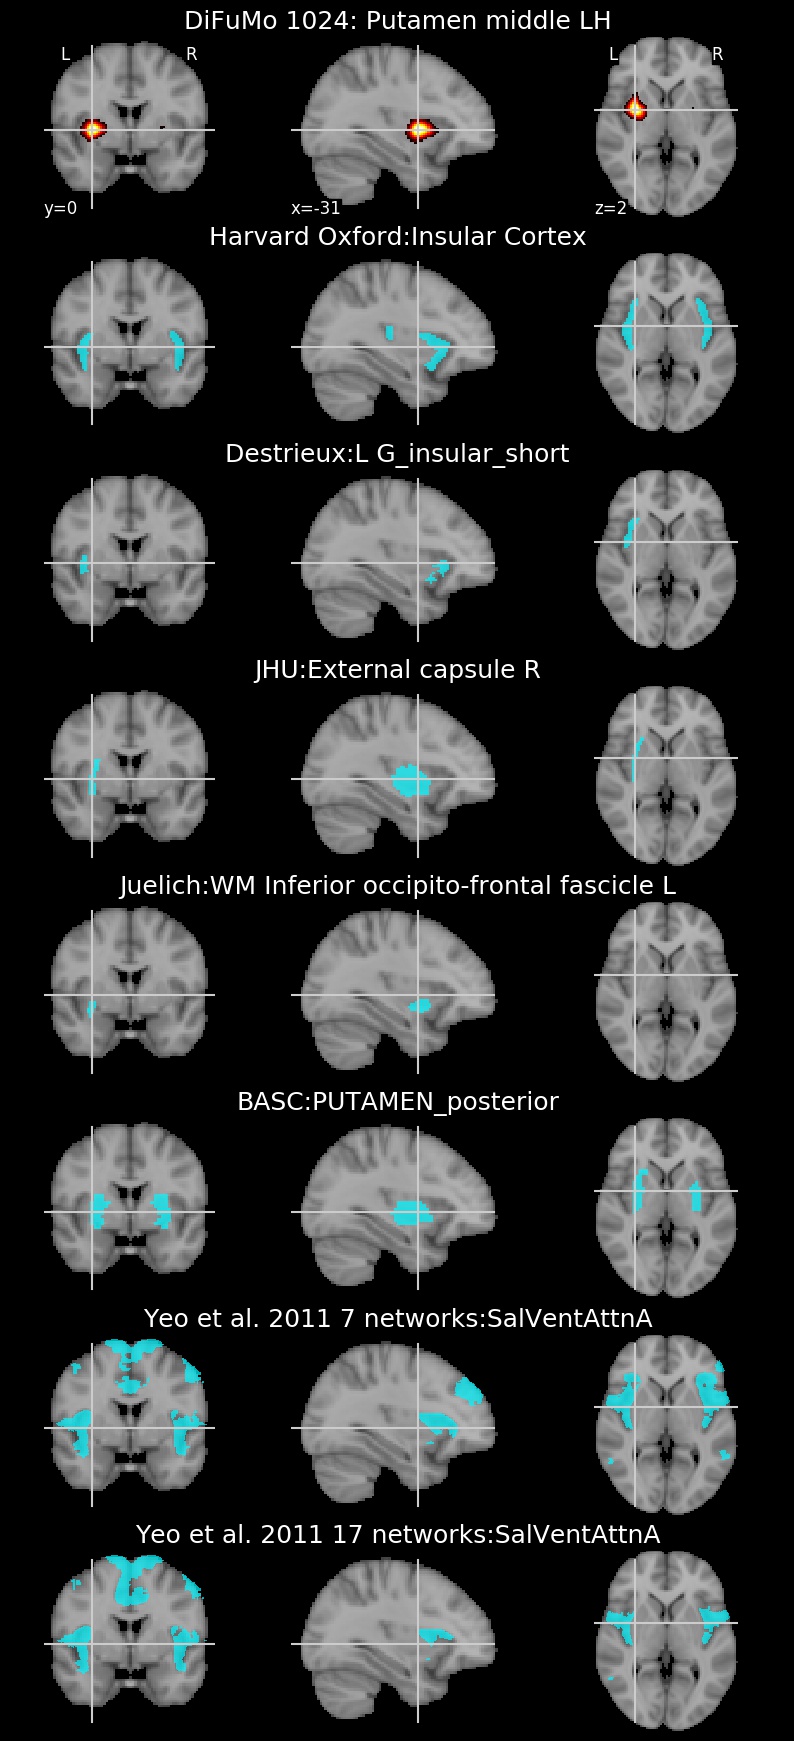 DiFuMo 1024: Putamen middle LH
L R L R
y=0 x=-31 z=2
Harvard Oxford:Insular Cortex
Destrieux:L G_insular_short
JHU:External capsule R
Juelich:WM Inferior occipito-frontal fascicle L
BASC:PUTAMEN_posterior
Yeo et al. 2011 7 networks:SalVentAttnA
Yeo et al. 2011 17 networks:SalVentAttnA